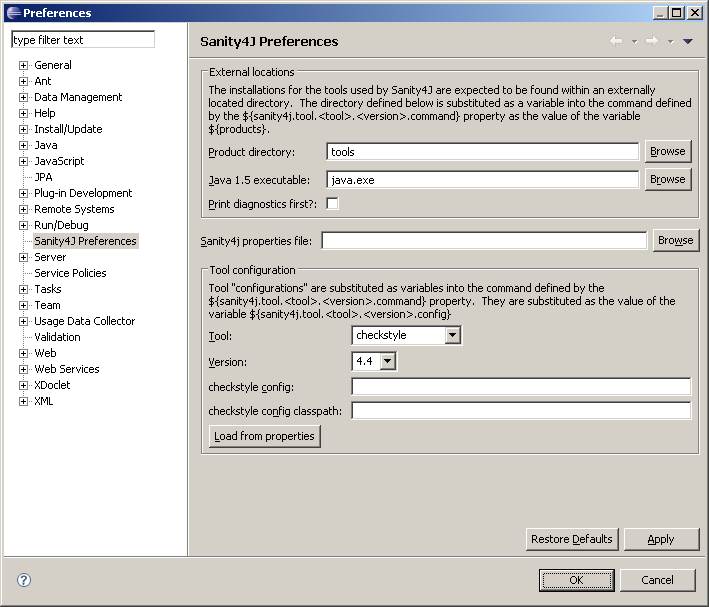 Preferences
type filter text
General
Ant
Data Management
Help
Install/Update
Java
JavaScript
JPA
Plug-in Development
Remote Systems
Run/Debug
Sanity4J Preferences
Server
Service Policies
Tasks
Team
Usage Data Collector
Validation
Web
Web Services
XDoclet
XML
Sanity4J Preferences
External locations
The installations for the tools used by Sanity4J are expected to be found within an externally
located directory.  The directory defined below is substituted as a variable into the command defined
by the ${sanity4j.tool.<tool>.<version>.command} property as the value of the variable
${products}.
Product directory:
tools
Browse
Java 1.5 executable:
java.exe
Browse
Print diagnostics first?:
Sanity4j properties file:
Browse
Tool configuration
Tool "configurations" are substituted as variables into the command defined by the
${sanity4j.tool.<tool>.<version>.command} property.  They are substituted as the value of the
variable ${sanity4j.tool.<tool>.<version>.config}
Tool:
checkstyle
Version:
4.4
checkstyle config:
checkstyle config classpath:
Load from properties
Restore Defaults
Apply
?
OK
Cancel